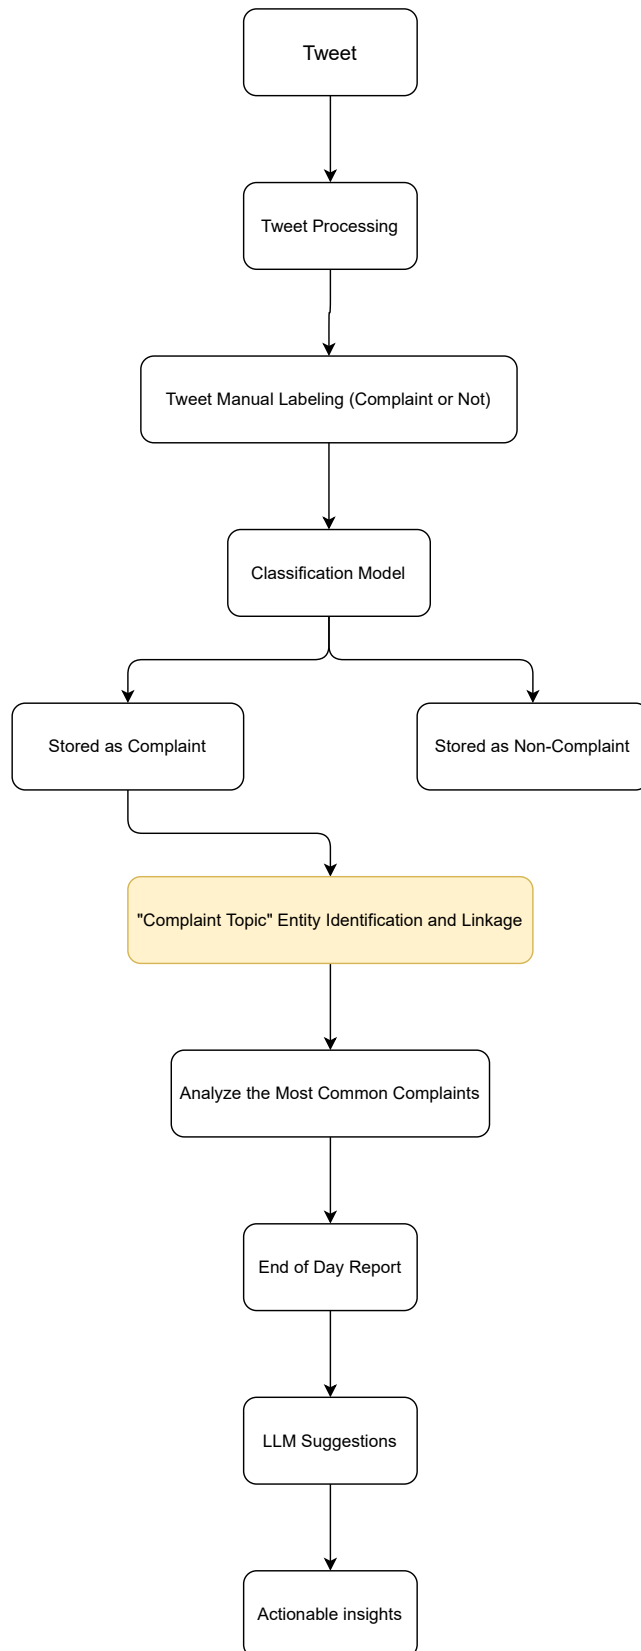 Tweet
Tweet Processing
Tweet Manual Labeling (Complaint or Not)
Classification Model
Stored as Complaint
Stored as Non-Complaint
"Complaint Topic" Entity Identification and Linkage
Analyze the Most Common Complaints
End of Day Report
LLM Suggestions
Actionable insights